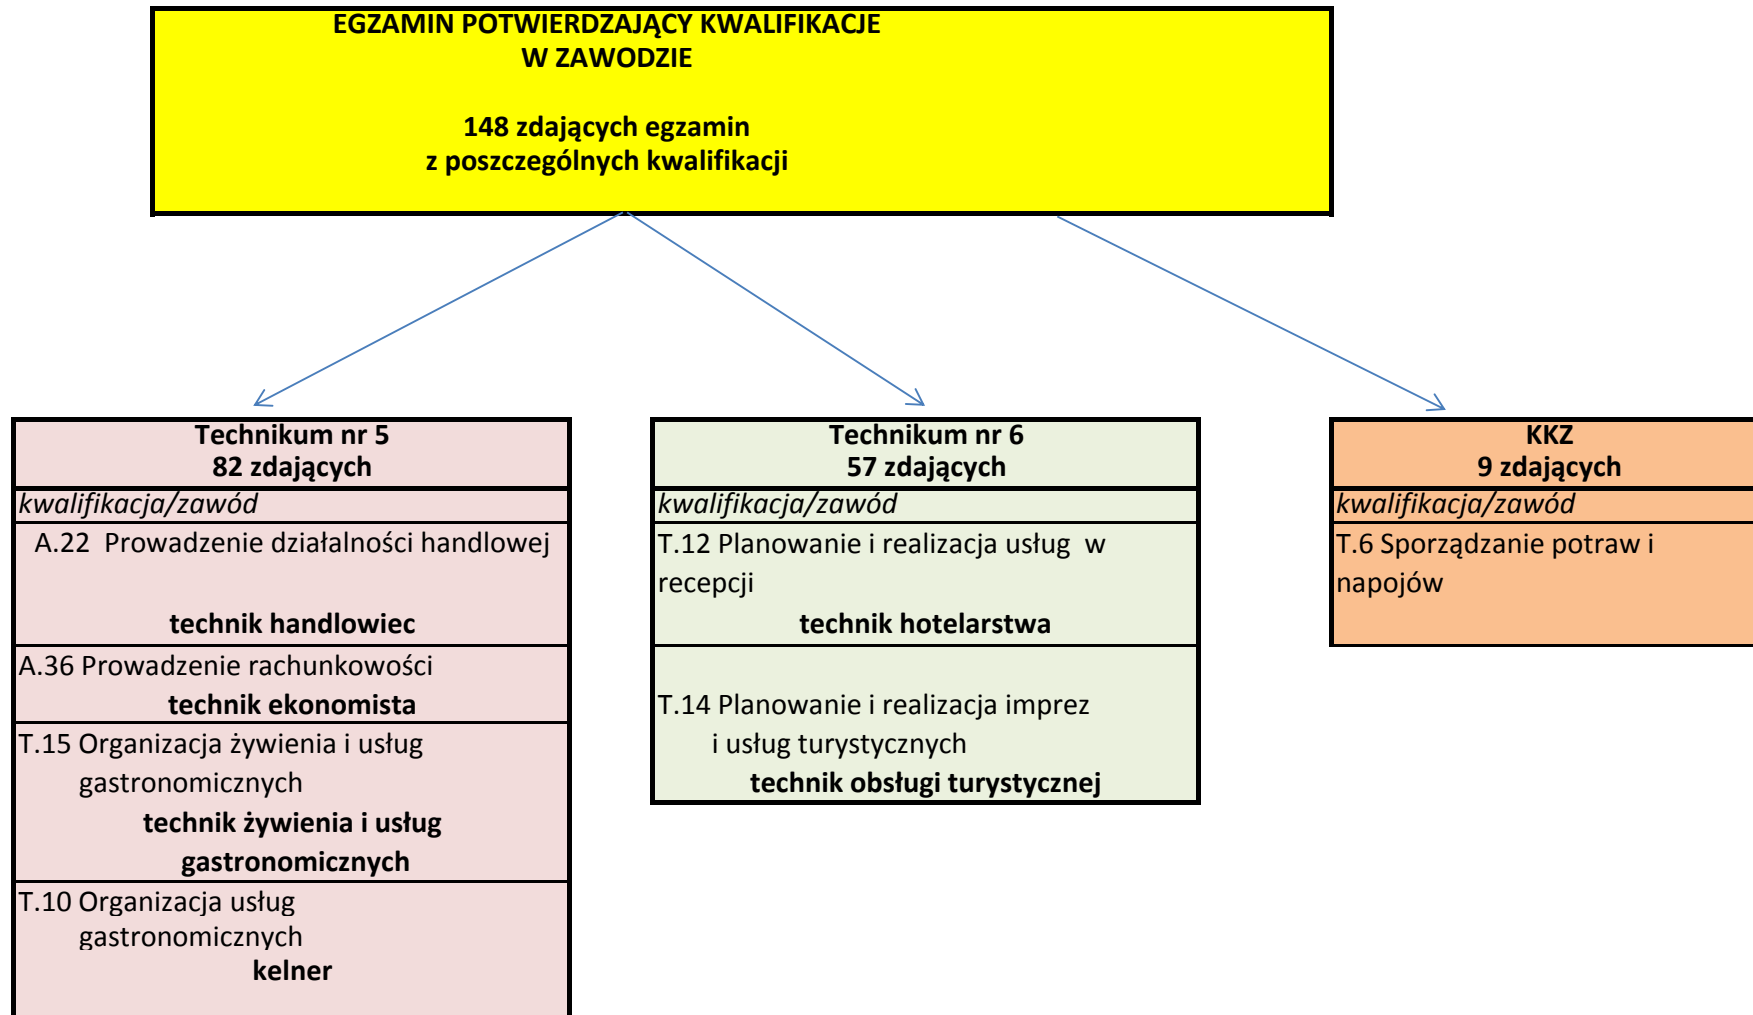 EGZAMIN POTWIERDZAJĄCY KWALIFIKACJE
W ZAWODZIE
148 zdających egzamin
z poszczególnych kwalifikacji
Technikum nr 5
82 zdających
kwalifikacja/zawód
A.22 Prowadzenie działalności handlowej
technik handlowiec
A.36 Prowadzenie rachunkowości
technik ekonomista
T.15 Organizacja żywienia i usług
gastronomicznych
technik żywienia i usług
gastronomicznych
T.10 Organizacja usług
gastronomicznych
kelner
Technikum nr 6
57 zdających
kwalifikacja/zawód
T.12 Planowanie i realizacja usług w
recepcji
technik hotelarstwa
T.14 Planowanie i realizacja imprez
i usług turystycznych
technik obsługi turystycznej
KKZ
9 zdających
kwalifikacja/zawód
T.6 Sporządzanie potraw i
napojów